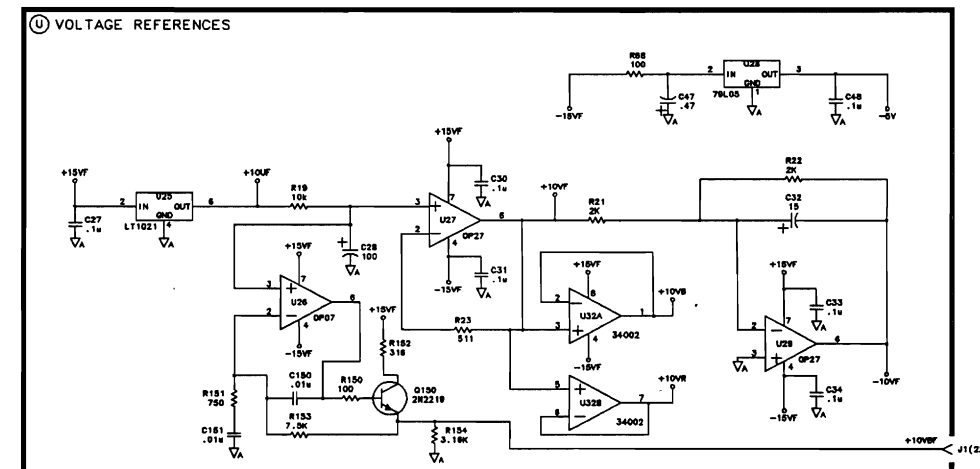 U VOLTAGE REFERENCES
R68
100
2 IN OUT 3
U28
GND
1
79L05
-15VF
C47
.47
+
A
A
C48
.1u
A
-5V
+15VF
+15VF
2 IN OUT 6
U25
GND
4
LT1021
C27
.1u
A
A
+10UF
R19
10k
C30
.1u
A
3 +
7
U27
2 -
4
6
OP27
C31
.1u
A
-15VF
+
C28
100
A
+10VF
R21
2K
R22
2K
C32
15
+
+15VF
3 +
7
U26
2 -
4
6
OP07
-15VF
+15VF
R152
316
R23
511
+15VF
2 -
8
U32A
3 +
4
1
34002
-15VF
+10VB
5 +
U32B
6 -
7
34002
+10VR
+15VF
C33
.1u
A
2 -
7
U29
3 +
4
6
OP27
A
-15VF
C34
.1u
A
-10VF
R151
750
C151
.01u
A
C150
.01u
R150
100
R153
7.5K
Q150
2N2219
R154
3.16K
A
+10VBF
J1(2